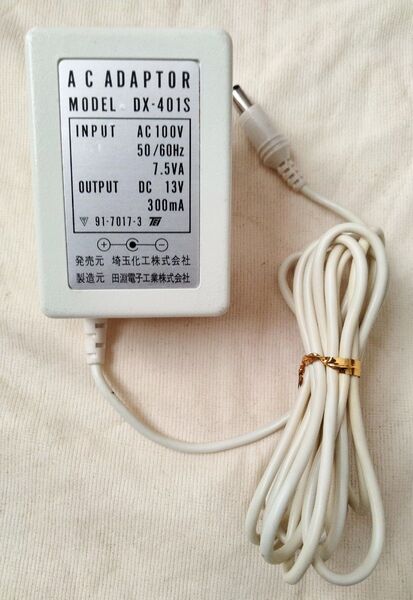 AC ADAPTOR
MODEL DX-401S
INPUT AC 100V
50/60Hz
7.5VA
OUTPUT DC 13V
300mA
91-7017-3
発売元 埼玉化工株式会社
製造元 田淵電子工業株式会社